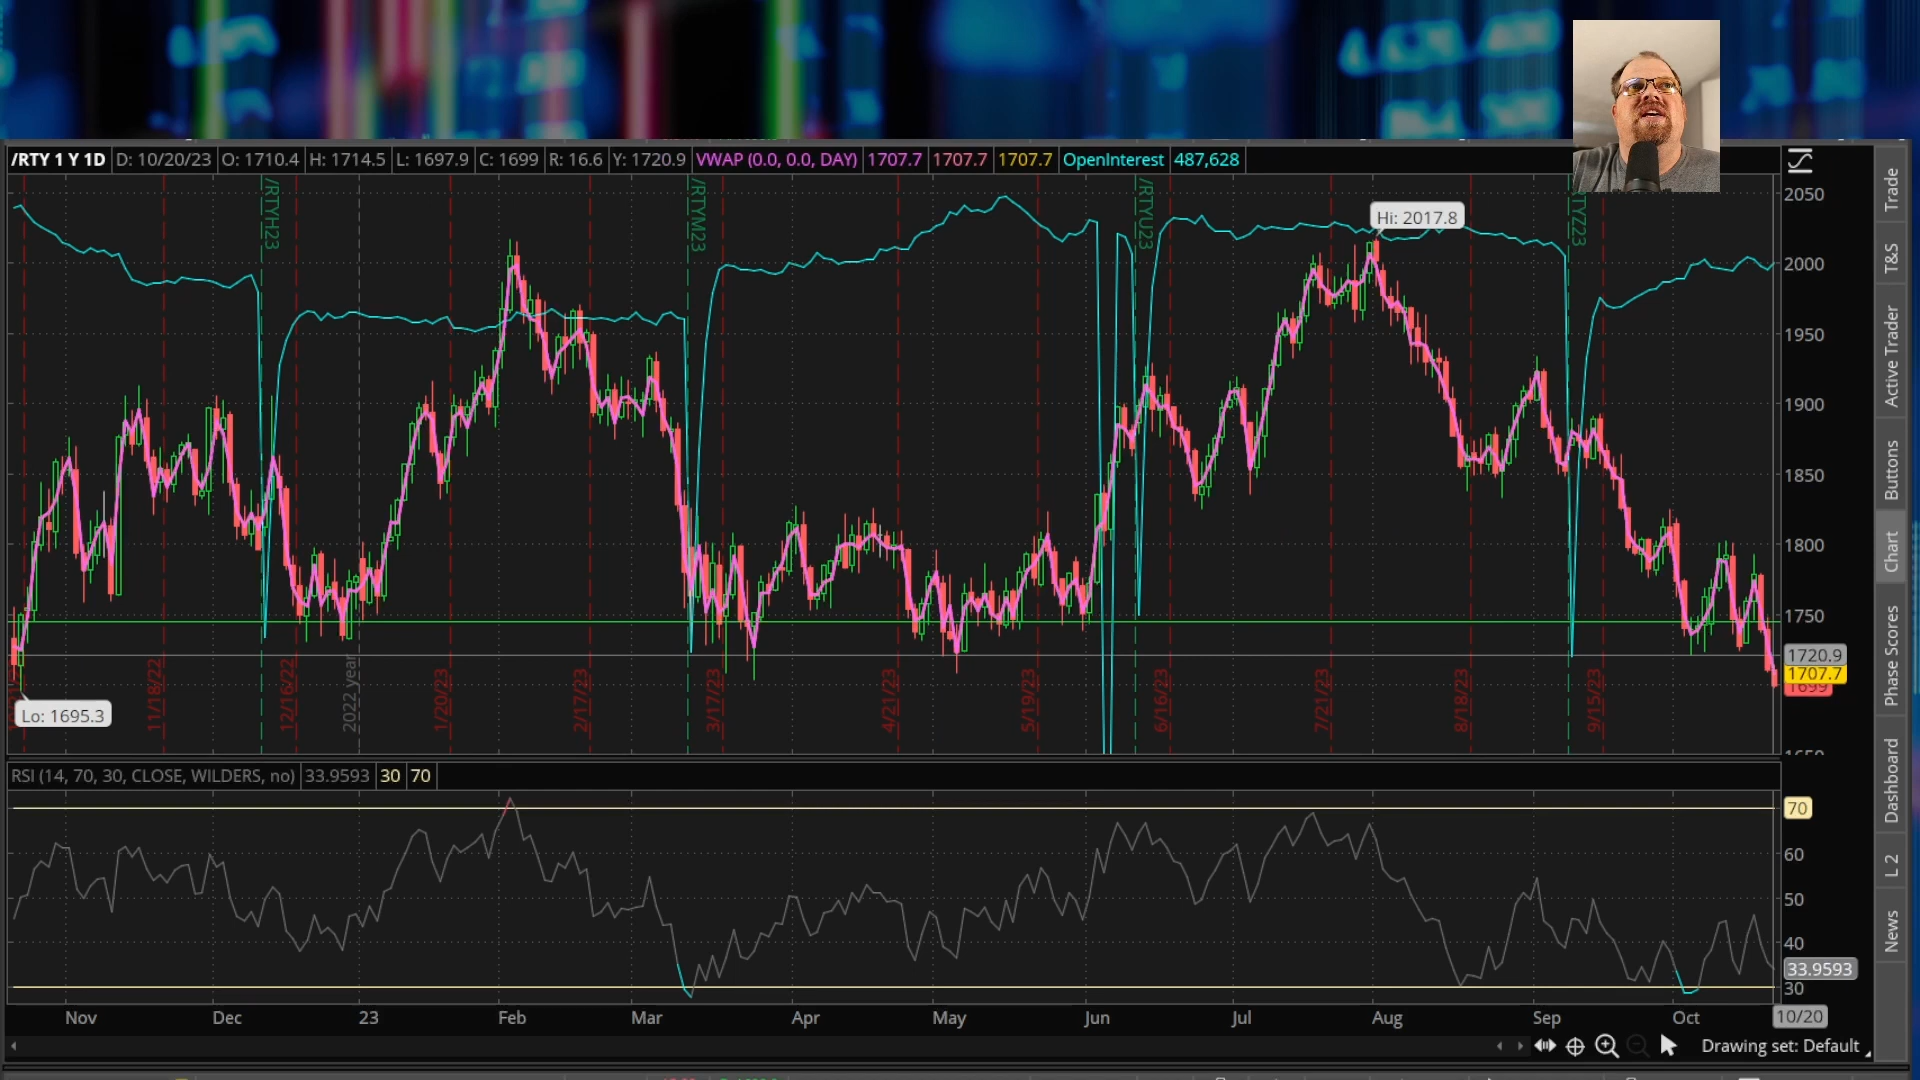 /RTY 1 Y 1D D: 10/20/23 O: 1710.4 H: 1714.5 L: 1697.9 C: 1699 R: 16.6 Y: 1720.9 VWAP (0.0, 0.0, DAY) 1707.7 1707.7 1707.7 OpenInterest 487,628
/RTYH23
/RTYM23
/RTYU23
TYZ23
Hi: 2017.8
2050
2000
1950
1900
1850
1800
1750
1720.9
1707.7
1699
Lo: 1695.3
11/18/22
12/16/22
2022 year
1/20/23
2/17/23
3/17/23
4/21/23
5/19/23
6/16/23
7/21/23
8/18/23
9/15/23
RSI (14, 70, 30, CLOSE, WILDERS, no) 33.9593 30 70
70
60
50
40
33.9593
30
Nov Dec 23 Feb Mar Apr May Jun Jul Aug Sep Oct 10/20
Drawing set: Default
Trade
T&S
Active Trader
Buttons
Chart
Phase Scores
Dashboard
L 2
News